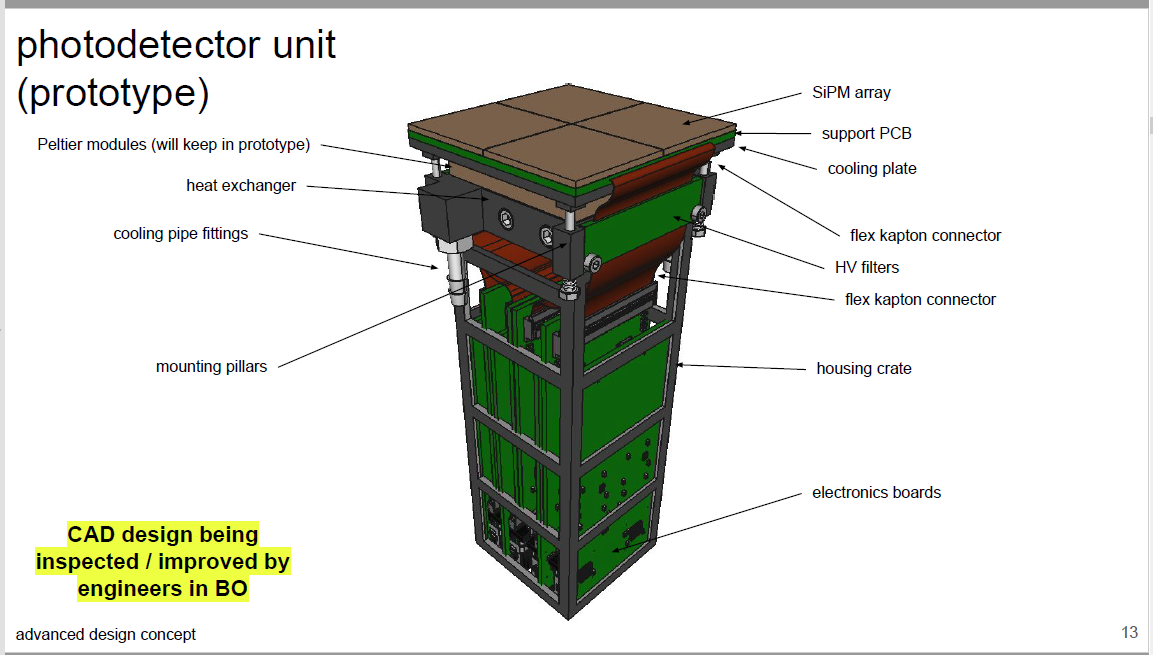 photodetector unit
(prototype)
SiPM array
support PCB
Peltier modules (will keep in prototype)
cooling plate
heat exchanger
cooling pipe fittings
flex kapton connector
HV filters
flex kapton connector
mounting pillars
housing crate
electronics boards
CAD design being
inspected / improved by
engineers in BO
advanced design concept
13